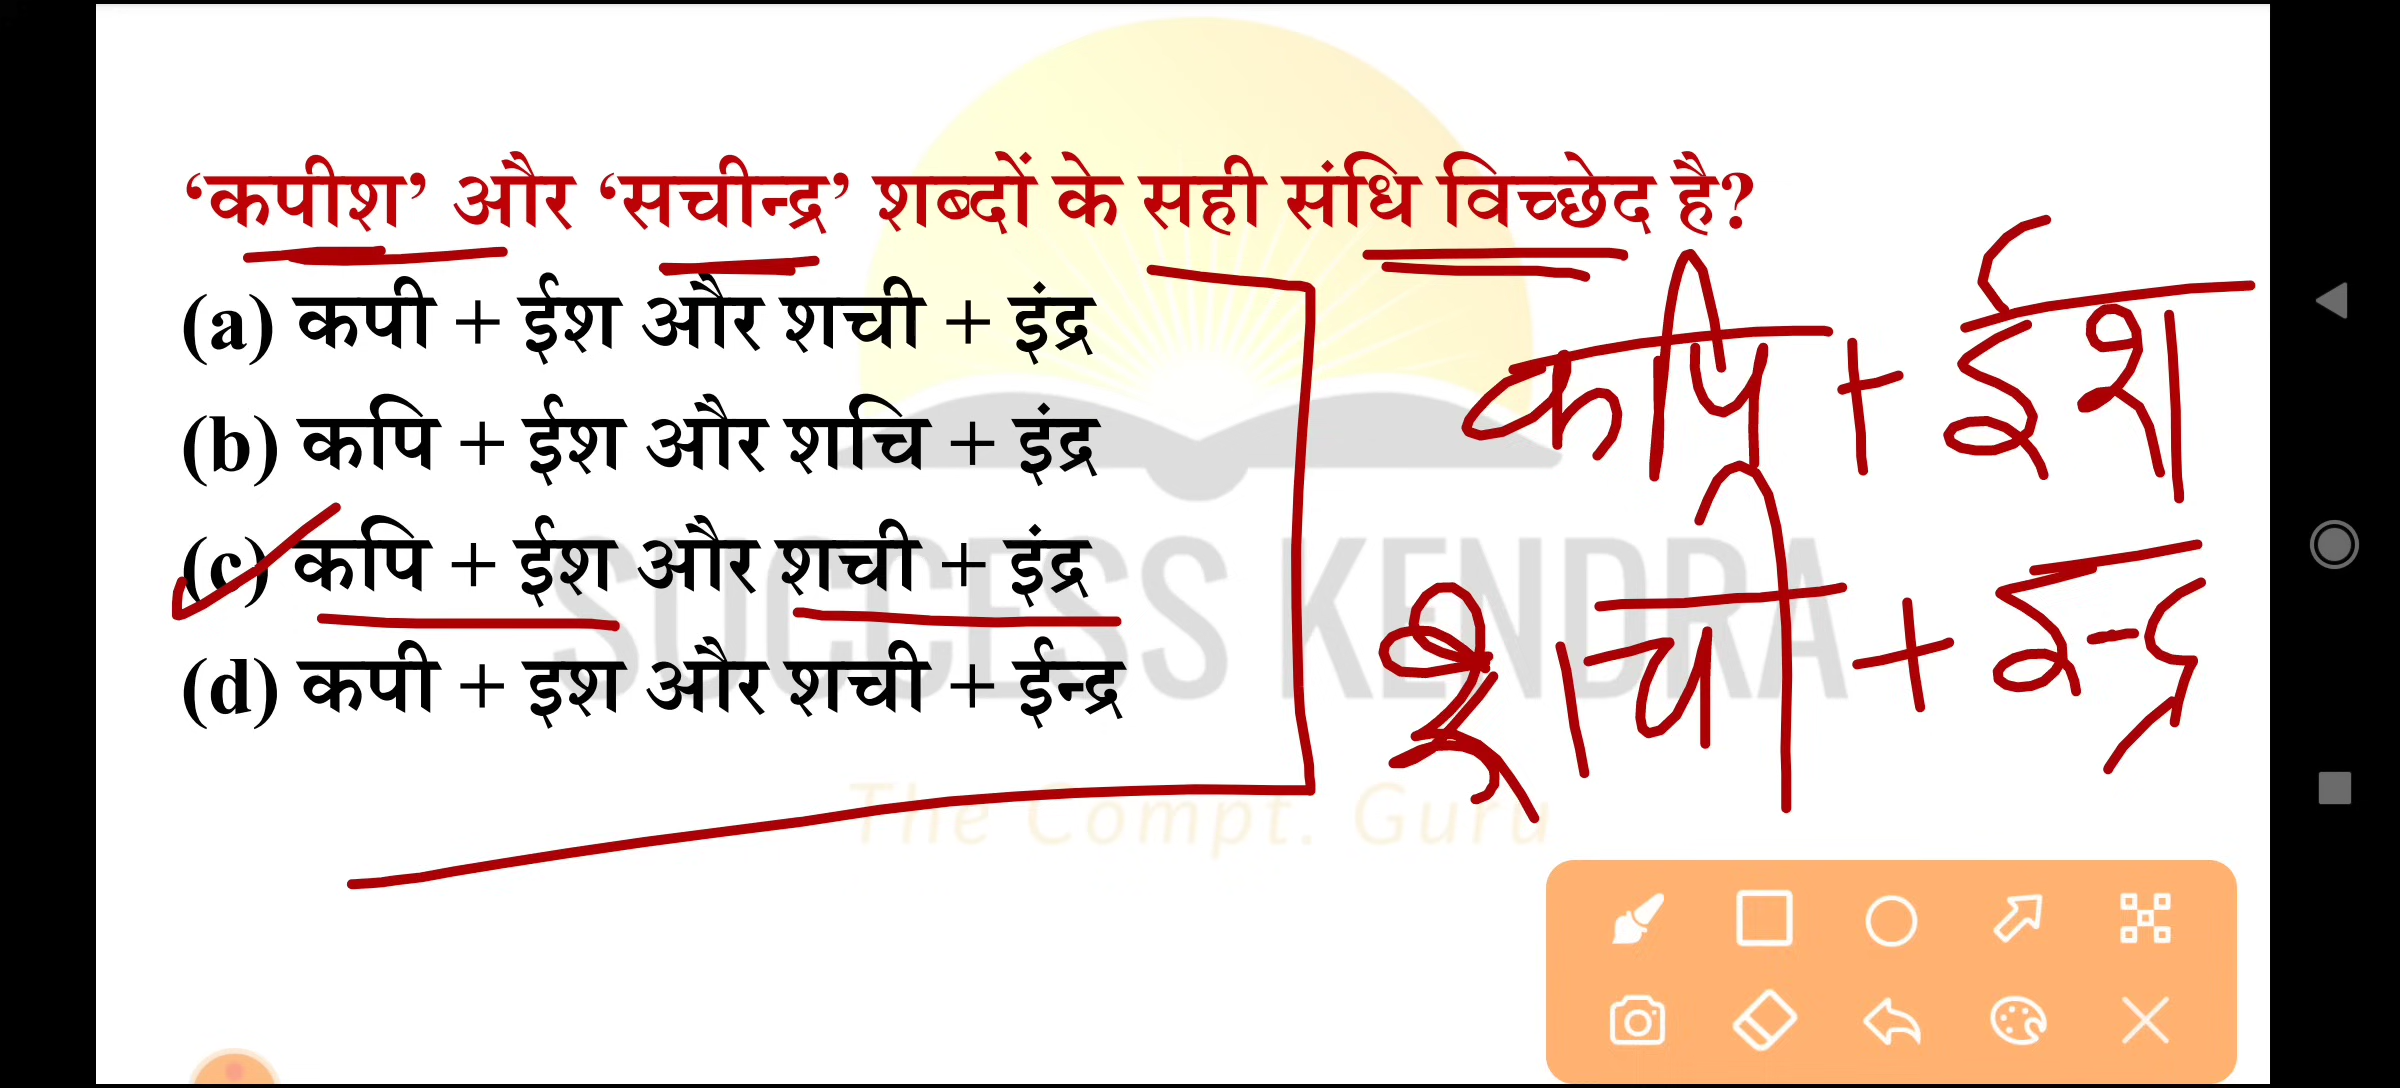 ‘कपीश’ और ‘सचीन्द्र’ शब्दों के सही संधि विच्छेद है?
(a) कपी + ईश और शची + इंद्र
(b) कपि + ईश और शचि + इंद्र
(c) कपि + ईश और शची + इंद्र
(d) कपी + इश और शची + ईन्द्र
कपि + ईश
शची + इन्द्र
SUCCESS KENDRA
The Compt. Guru